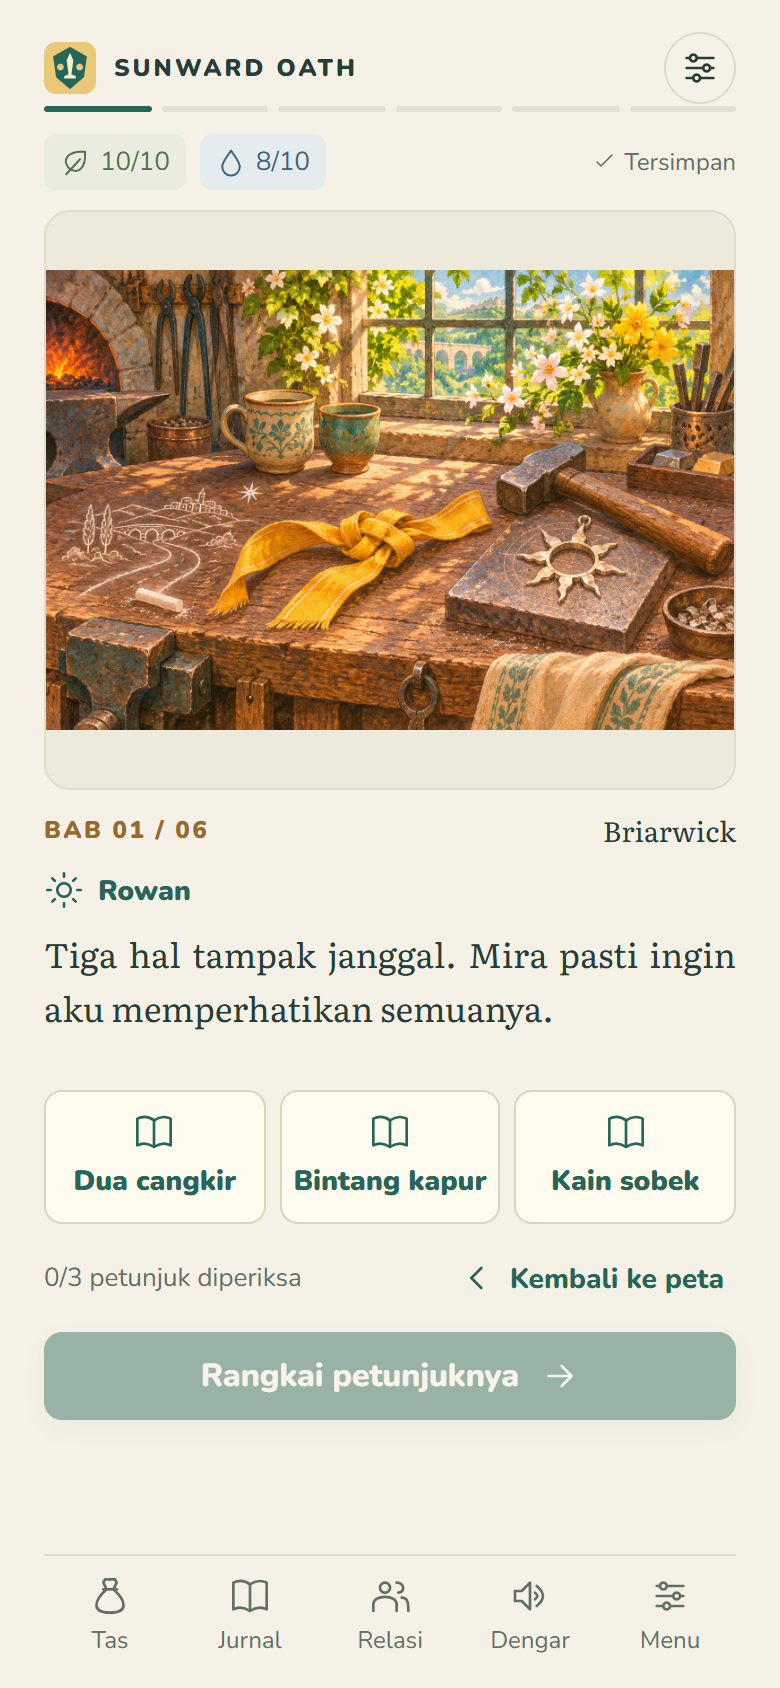 SUNWARD OATH
10/10 8/10 Tersimpan
BAB 01 / 06 Briarwick
Rowan
Tiga hal tampak janggal. Mira pasti ingin
aku memperhatikan semuanya.
Dua cangkir Bintang kapur Kain sobek
0/3 petunjuk diperiksa Kembali ke peta
Rangkai petunjuknya
Tas Jurnal Relasi Dengar Menu